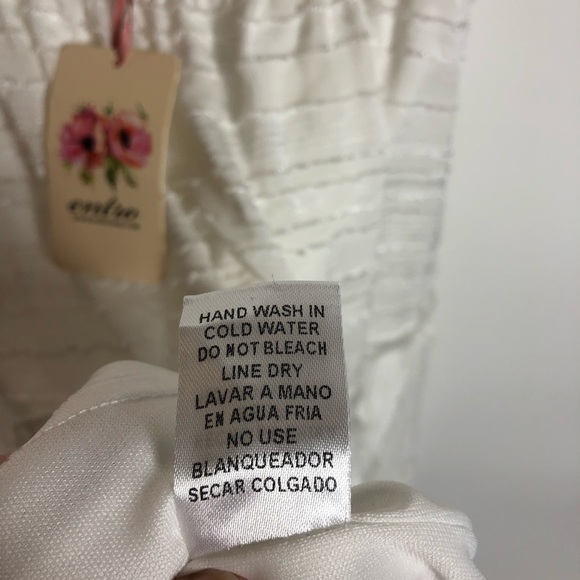 entro
HAND WASH IN
COLD WATER
DO NOT BLEACH
LINE DRY
LAVAR A MANO
EN AGUA FRIA
NO USE
BLANQUEADOR
SECAR COLGADO